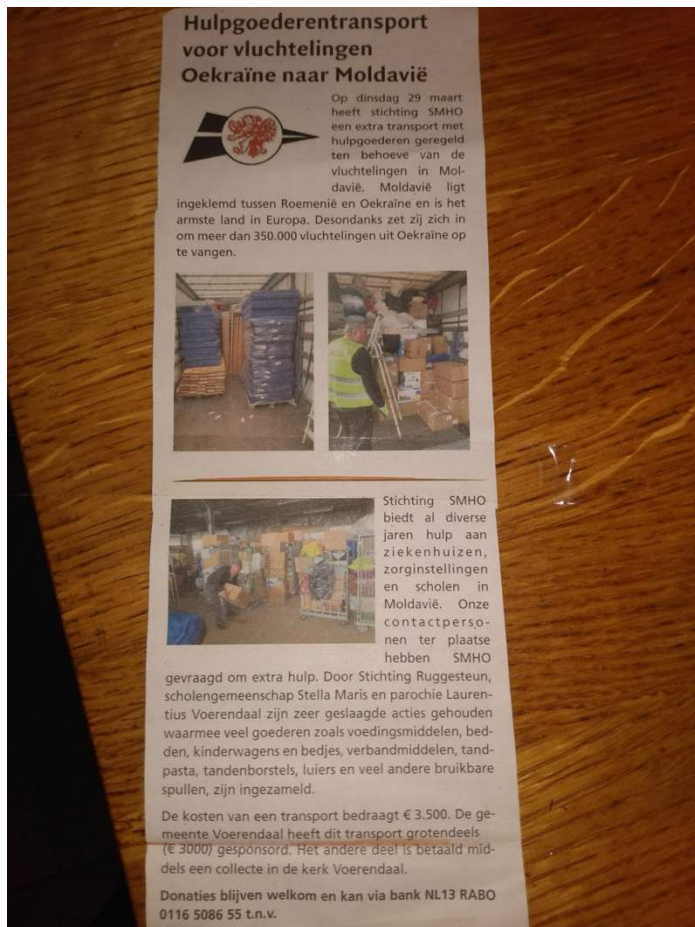 Hulpgoederentransport
voor vluchtelingen
Oekraïne naar Moldavië
Op dinsdag 29 maart
heeft stichting SMHO
een extra transport met
hulpgoederen geregeld
ten behoeve van de
vluchtelingen in Mol-
davië. Moldavië ligt
ingeklemd tussen Roemenië en Oekraïne en is het
armste land in Europa. Desondanks zet zij zich in
om meer dan 350.000 vluchtelingen uit Oekraïne op
te vangen.
Stichting SMHO
biedt al diverse
jaren hulp aan
ziekenhuizen,
zorginstellingen
en scholen in
Moldavië. Onze
contactperso-
nen ter plaatse
hebben SMHO
gevraagd om extra hulp. Door Stichting Ruggesteun,
scholengemeenschap Stella Maris en parochie Lauren-
tius Voerendaal zijn zeer geslaagde acties gehouden
waarmee veel goederen zoals voedingsmiddelen, bed-
den, kinderwagens en bedjes, verbandmiddelen, tand-
pasta, tandenborstels, luiers en veel andere bruikbare
spullen, zijn ingezameld.
De kosten van een transport bedraagt € 3.500. De ge-
meente Voerendaal heeft dit transport grotendeels
(€ 3000) gesponsord. Het andere deel is betaald mid-
dels een collecte in de kerk Voerendaal.
Donaties blijven welkom en kan via bank NL13 RABO
0116 5086 55 t.n.v.